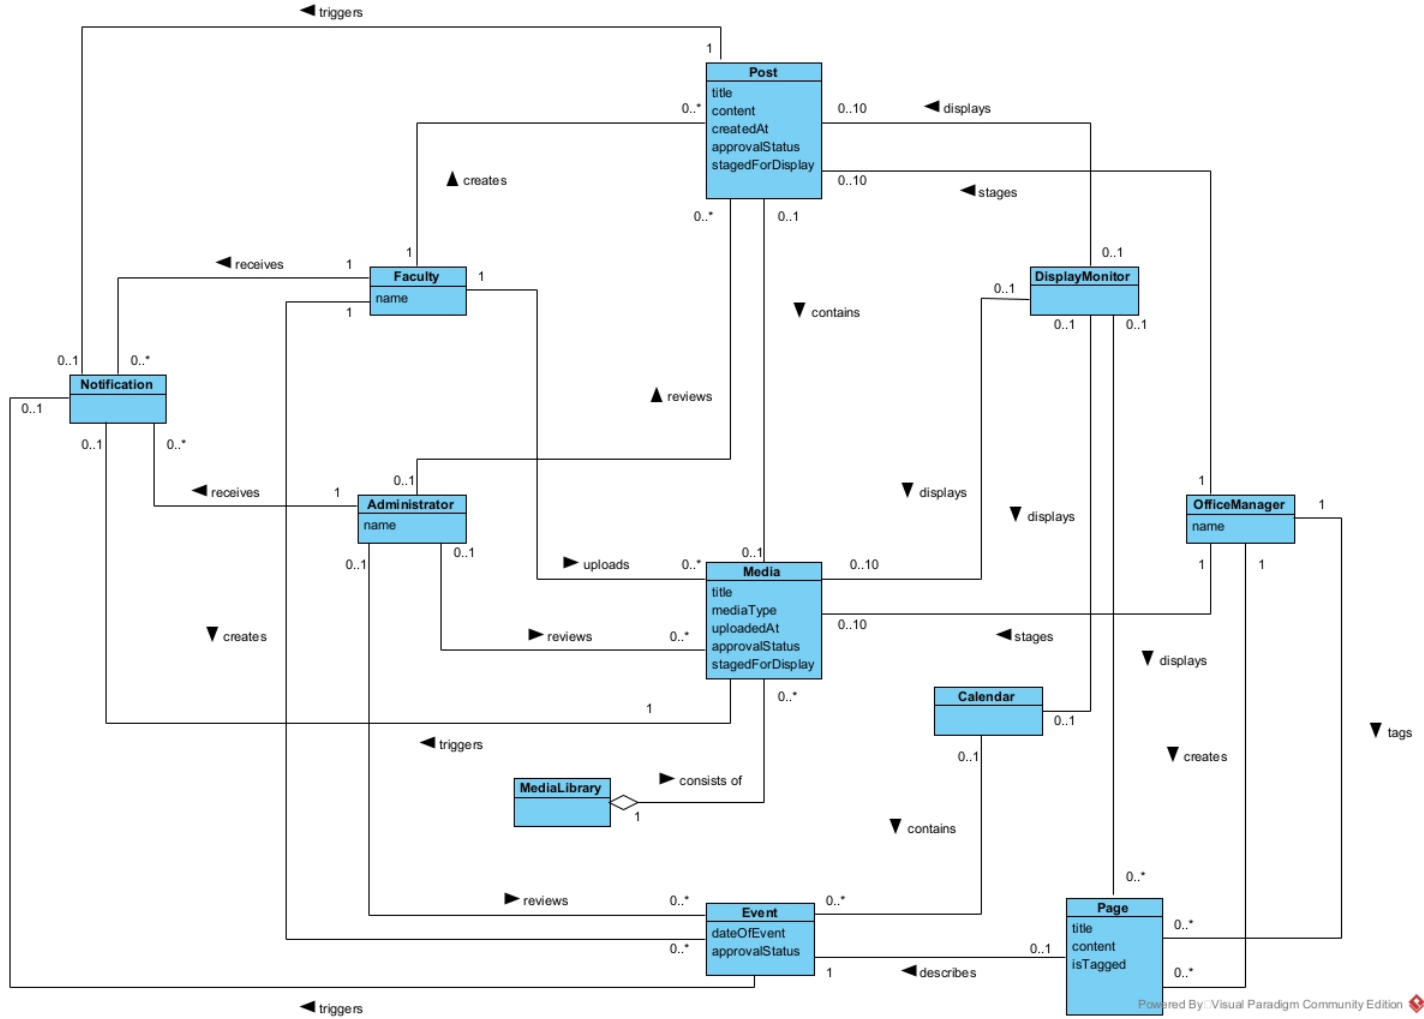 triggers
1
Post
title
content
createdAt
approvalStatus
stagedForDisplay
0..*
0..10
displays
0..10
stages
creates
0..*
0..1
1
receives
1
Faculty
name
1
1
0..1
DisplayMonitor
0..1
0..1
0..1
contains
0..1
0..*
Notification
0..1
0..1
0..*
reviews
receives
1
0..1
Administrator
name
0..1
0..1
displays
displays
1
OfficeManager
name
1
1
1
uploads
0..*
0..1
0..10
Media
title
mediaType
uploadedAt
approvalStatus
stagedForDisplay
0..10
creates
reviews
0..*
stages
displays
0..*
1
triggers
Calendar
0..1
0..1
tags
creates
MediaLibrary
consists of
1
contains
reviews
0..*
0..*
Event
dateOfEvent
approvalStatus
0..*
0..*
Page
title
content
isTagged
0..*
0..*
0..1
1
describes
triggers
Powered By Visual Paradigm Community Edition